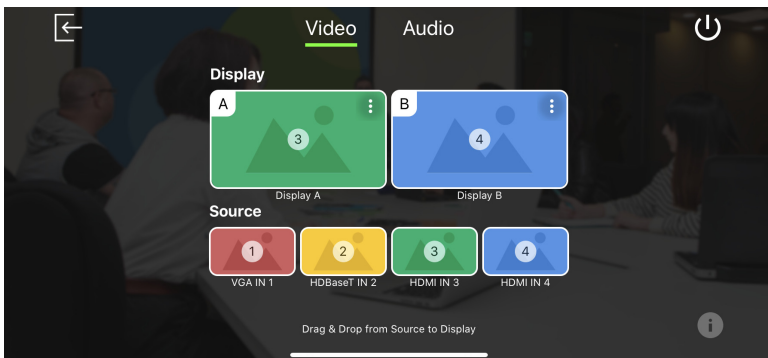 Video Audio
Display
A B
3 4
Display A Display B
Source
1 2 3 4
VGA IN 1 HDBaseT IN 2 HDMI IN 3 HDMI IN 4
Drag & Drop from Source to Display
i